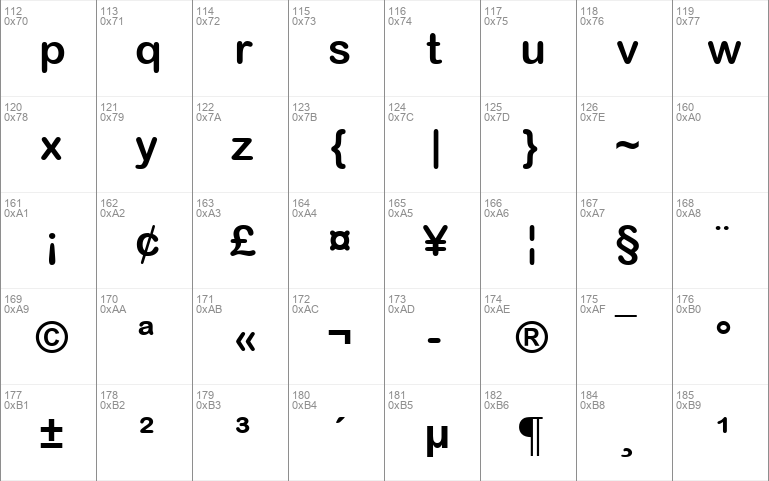 112 113 114 115 116 117 118 119
0x70 0x71 0x72 0x73 0x74 0x75 0x76 0x77
p q r s t u v w
120 121 122 123 124 125 126 160
0x78 0x79 0x7A 0x7B 0x7C 0x7D 0x7E 0xA0
x y z { | } ~
161 162 163 164 165 166 167 168
0xA1 0xA2 0xA3 0xA4 0xA5 0xA6 0xA7 0xA8
¡ ¢ £ ¤ ¥ ¦ § ¨
169 170 171 172 173 174 175 176
0xA9 0xAA 0xAB 0xAC 0xAD 0xAE 0xAF 0xB0
© ª « ¬ - ® ¯ °
177 178 179 180 181 182 184 185
0xB1 0xB2 0xB3 0xB4 0xB5 0xB6 0xB8 0xB9
± ² ³ ´ µ ¶ ¸ ¹